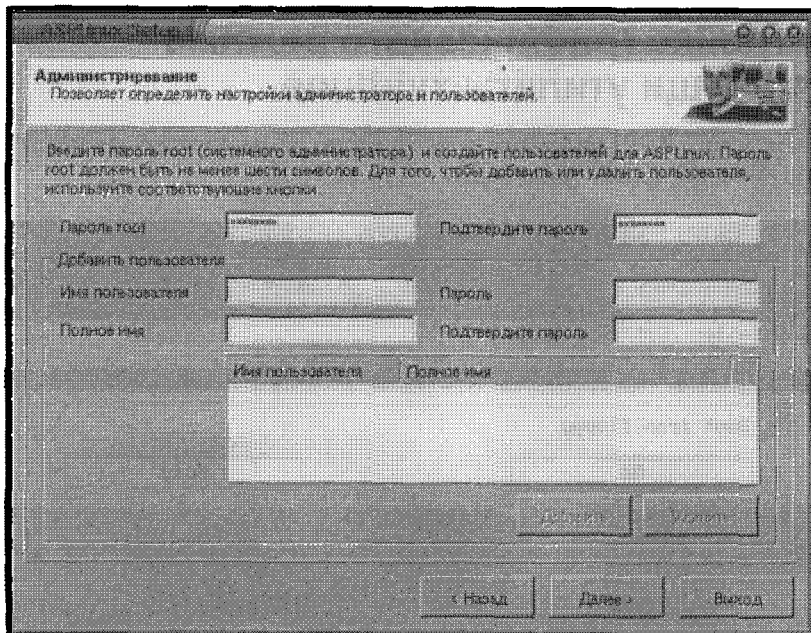 ASPLinux Setup
Администрирование
Позволяет определить настройки администратора и пользователей.
Введите пароль root (системного администратора) и создайте пользователей для ASPLinux. Пароль
root должен быть не менее шести символов. Для того, чтобы добавить или удалить пользователя,
используйте соответствующие кнопки.
Пароль root ******** Подтвердите пароль ********
Добавить пользователя
Имя пользователя Пароль
Полное имя Подтвердите пароль
Имя пользователя Полное имя
Добавить Удалить
< Назад Далее > Выход